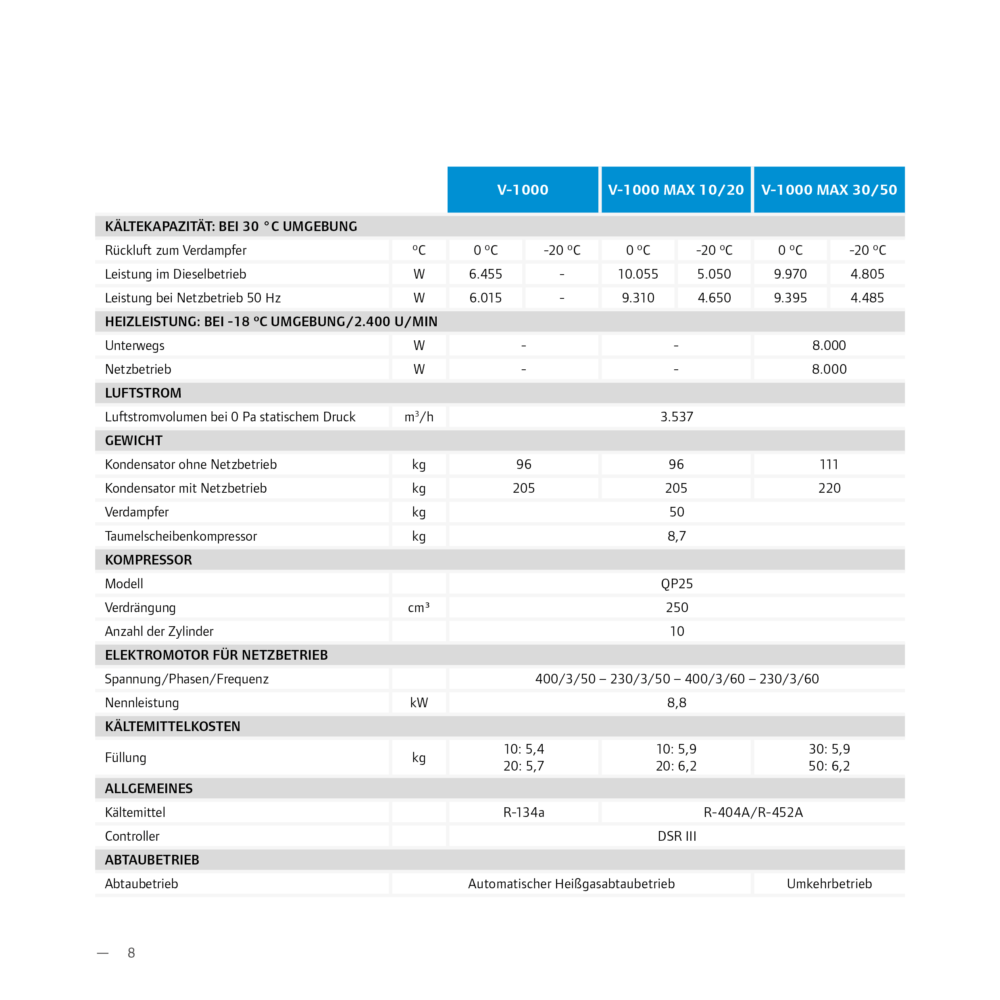 V-1000 V-1000 MAX 10/20 V-1000 MAX 30/50
KÄLTEKAPAZITÄT: BEI 30 °C UMGEBUNG
Rückluft zum Verdampfer ºC 0 ºC -20 ºC 0 ºC -20 ºC 0 ºC -20 ºC
Leistung im Dieselbetrieb W 6.455 - 10.055 5.050 9.970 4.805
Leistung bei Netzbetrieb 50 Hz W 6.015 - 9.310 4.650 9.395 4.485
HEIZLEISTUNG: BEI -18 ºC UMGEBUNG/2.400 U/MIN
Unterwegs W - - 8.000
Netzbetrieb W - - 8.000
LUFTSTROM
Luftstromvolumen bei 0 Pa statischem Druck m³/h 3.537
GEWICHT
Kondensator ohne Netzbetrieb kg 96 96 111
Kondensator mit Netzbetrieb kg 205 205 220
Verdampfer kg 50
Taumelscheibenkompressor kg 8,7
KOMPRESSOR
Modell QP25
Verdrängung cm³ 250
Anzahl der Zylinder 10
ELEKTROMOTOR FÜR NETZBETRIEB
Spannung/Phasen/Frequenz 400/3/50 – 230/3/50 – 400/3/60 – 230/3/60
Nennleistung kW 8,8
KÄLTEMITTELKOSTEN
10: 5,4 10: 5,9 30: 5,9
Füllung kg
20: 5,7 20: 6,2 50: 6,2
ALLGEMEINES
Kältemittel R-134a R-404A/R-452A
Controller DSR III
ABTAUBETRIEB
Abtaubetrieb Automatischer Heißgasabtaubetrieb Umkehrbetrieb
— 8